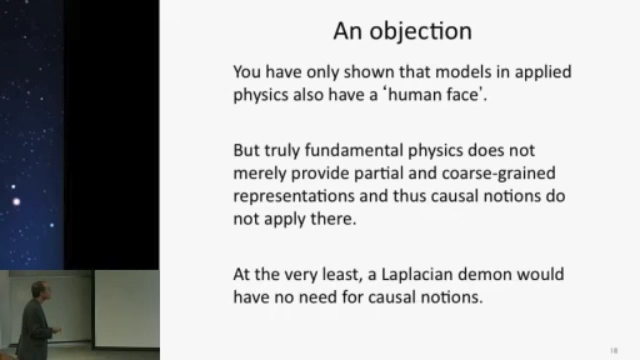 An objection
You have only shown that models in applied
physics also have a ‘human face’.
But truly fundamental physics does not
merely provide partial and coarse-grained
representations and thus causal notions do
not apply there.
At the very least, a Laplacian demon would
have no need for causal notions.
18